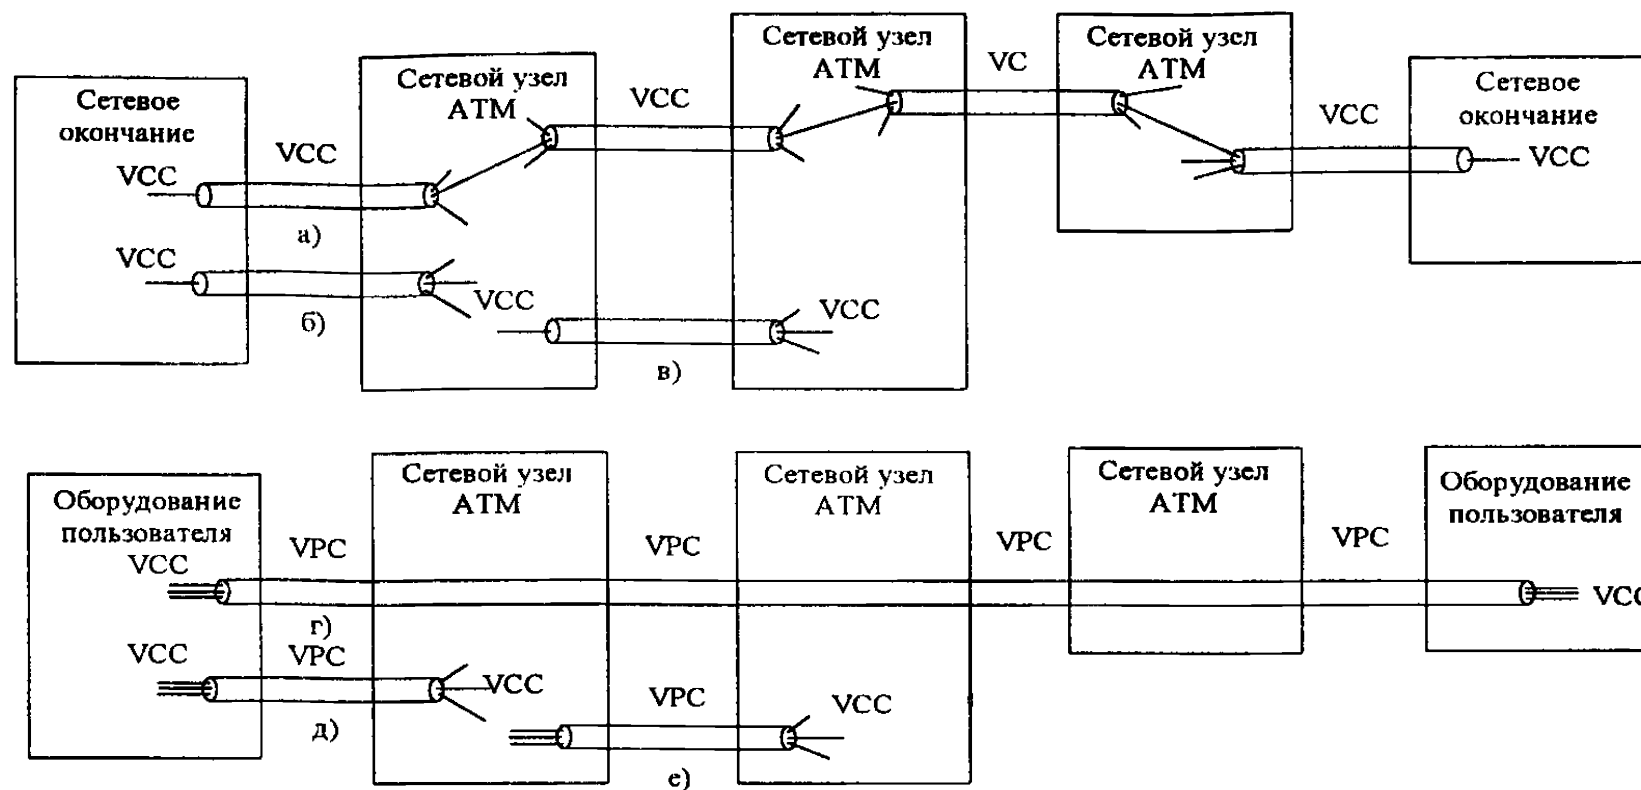 Сетевое
окончание
Сетевой узел
АТМ
Сетевой узел
АТМ
Сетевой узел
АТМ
Сетевое
окончание
VCC
VCC
VCC
VC
VCC
VCC
а)
VCC
б)
VCC
VCC
в)
Оборудование
пользователя
Сетевой узел
АТМ
Сетевой узел
АТМ
Сетевой узел
АТМ
Оборудование
пользователя
VCC
VPC
VPC
VPC
VPC
VCC
г)
VCC
VPC
VCC
д)
VPC
VCC
е)